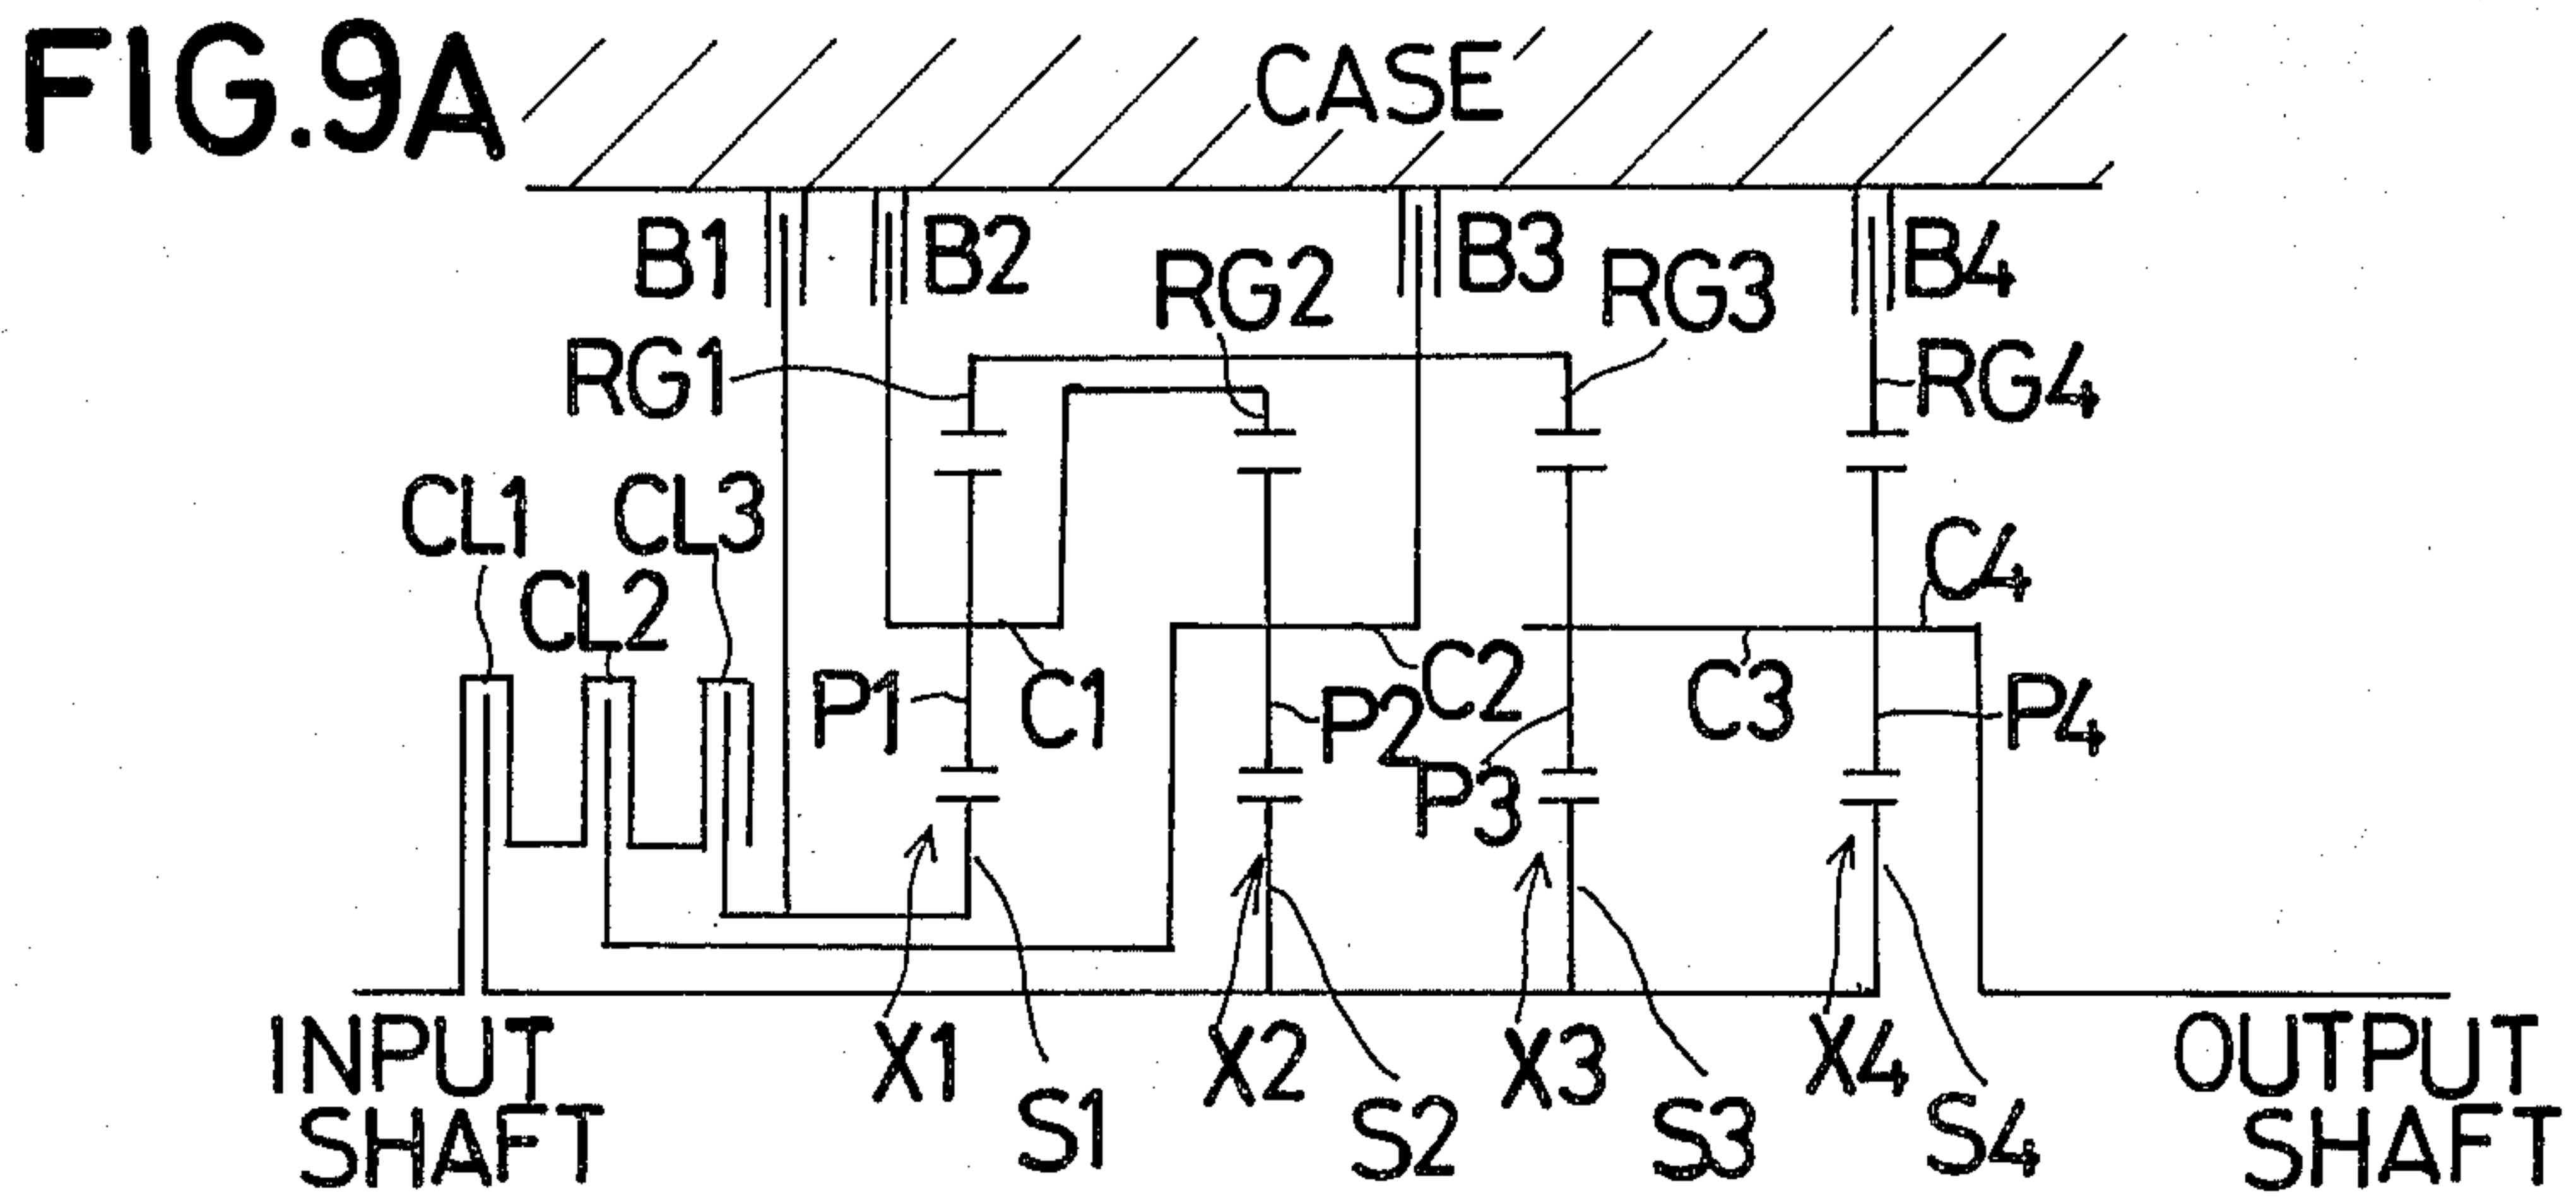 FIG.9A
CASE
B1
B2
B3
B4
RG1
RG2
RG3
RG4
CL1
CL2
CL3
P1
C1
P2
C2
P3
C3
C4
P4
X1
S1
X2
S2
X3
S3
X4
S4
INPUT
SHAFT
OUTPUT
SHAFT